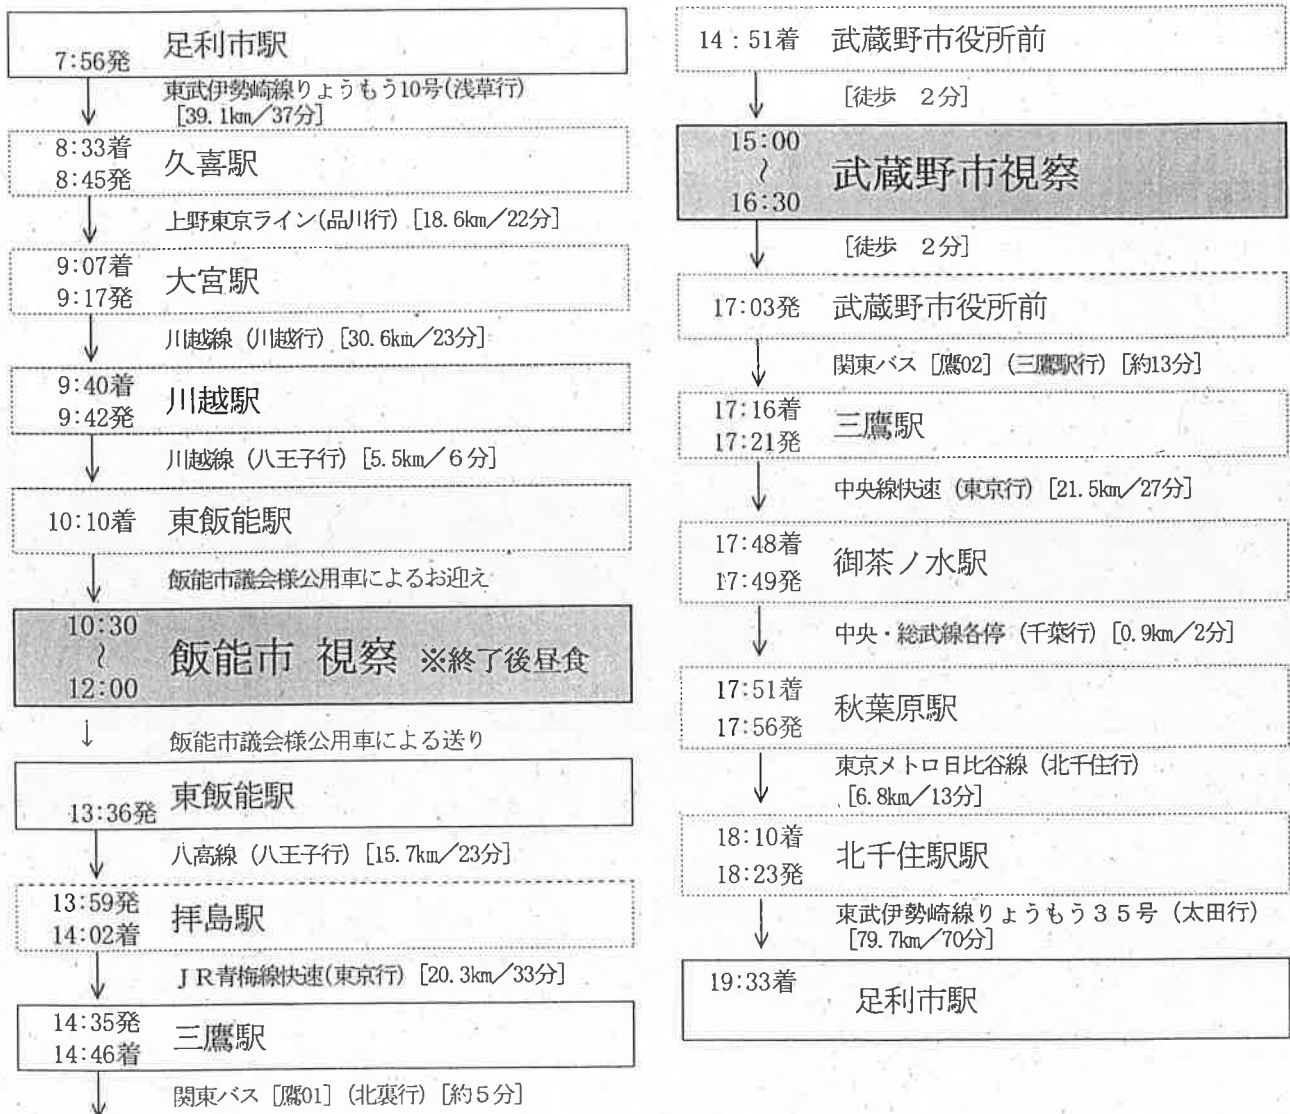 足利市駅
7:56発
東武伊勢崎線りょうもう10号(浅草行)
[39.1km/37分]
8:33着
久喜駅
8:45発
上野東京ライン(品川行) [18.6km/22分]
9:07着
大宮駅
9:17発
川越線 (川越行) [30.6km/23分]
9:40着
川越駅
9:42発
川越線 (八王子行) [5.5km/6分]
10:10着 東飯能駅
飯能市議会様公用車によるお迎え
10:30
~
飯能市 視察 ※終了後昼食
12:00
飯能市議会様公用車による送り
東飯能駅
13:36発
八高線 (八王子行) [15.7km/23分]
13:59発
拝島駅
14:02着
JR青梅線快速(東京行) [20.3km/33分]
14:35発
三鷹駅
14:46着
関東バス [鷹01] (北裏行) [約5分]
14:51着 武蔵野市役所前
[徒歩 2分]
15:00
~
武蔵野市視察
16:30
[徒歩 2分]
17:03発 武蔵野市役所前
関東バス [鷹02] (三鷹駅行) [約13分]
17:16着
三鷹駅
17:21発
中央線快速 (東京行) [21.5km/27分]
17:48着
御茶ノ水駅
17:49発
中央・総武線各停 (千葉行) [0.9km/2分]
17:51着
秋葉原駅
17:56発
東京メトロ日比谷線 (北千住行)
[6.8km/13分]
18:10着
北千住駅駅
18:23発
東武伊勢崎線りょうもう35号 (太田行)
[79.7km/70分]
19:33着
足利市駅